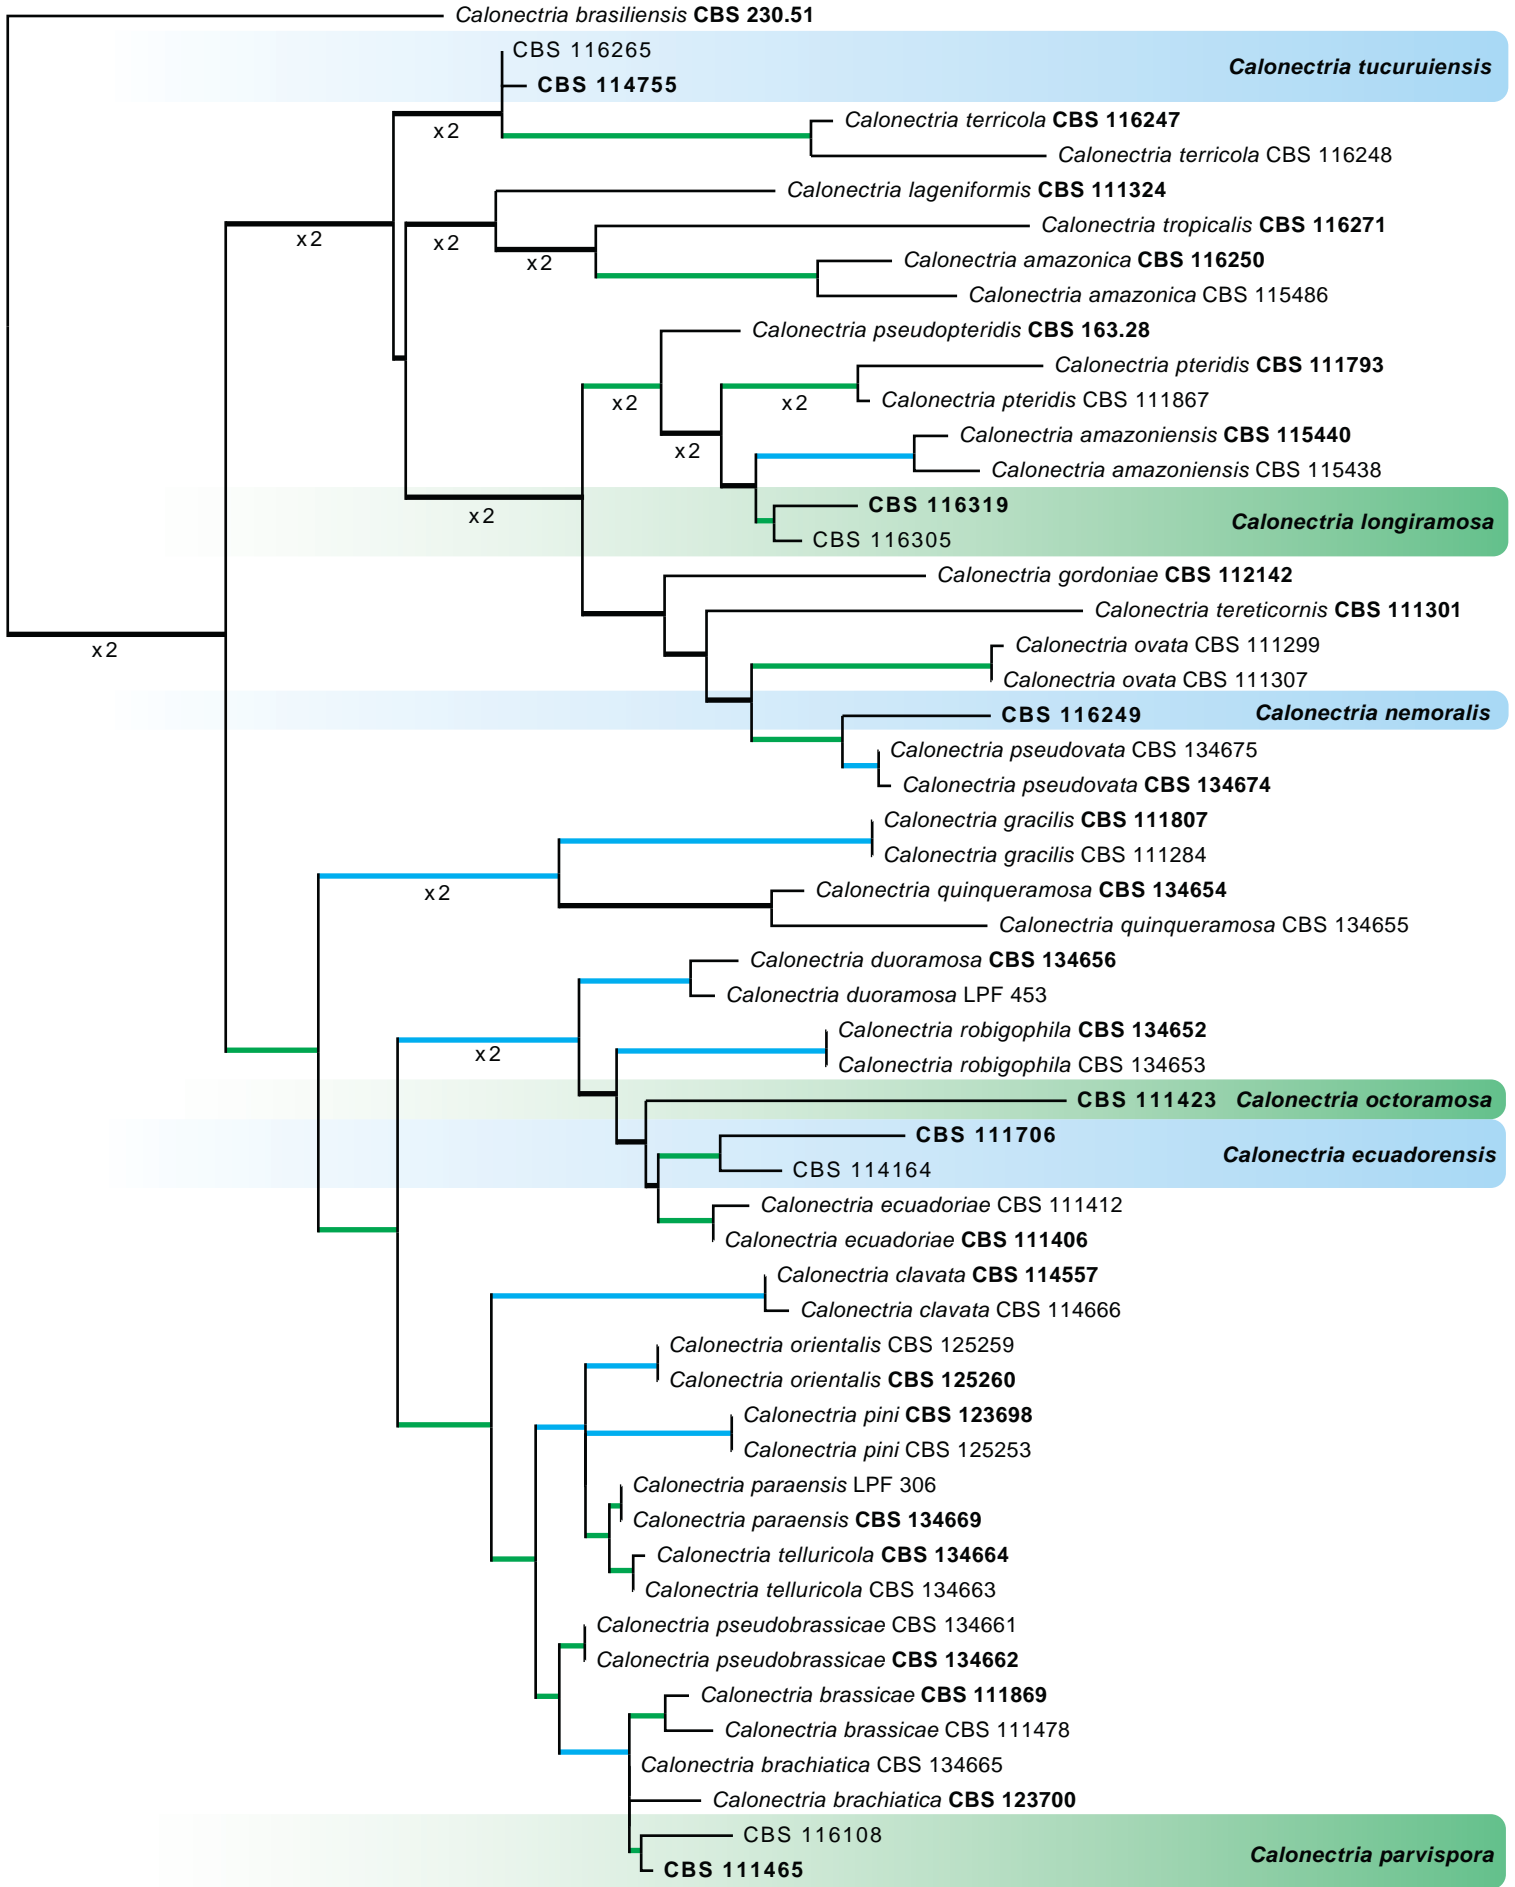 Calonectria brasiliensis CBS 230.51
CBS 116265
Calonectria tucuruiensis
CBS 114755
Calonectria terricola CBS 116247
x2
Calonectria terricola CBS 116248
Calonectria lageniformis CBS 111324
Calonectria tropicalis CBS 116271
x2
x2
Calonectria amazonica CBS 116250
x2
Calonectria amazonica CBS 115486
Calonectria pseudopteridis CBS 163.28
Calonectria pteridis CBS 111793
x2
x2
Calonectria pteridis CBS 111867
Calonectria amazoniensis CBS 115440
x2
Calonectria amazoniensis CBS 115438
CBS 116319
x2
Calonectria longiramosa
CBS 116305
Calonectria gordoniae CBS 112142
Calonectria tereticornis CBS 111301
x2
Calonectria ovata CBS 111299
Calonectria ovata CBS 111307
CBS 116249
Calonectria nemoralis
Calonectria pseudovata CBS 134675
Calonectria pseudovata CBS 134674
Calonectria gracilis CBS 111807
Calonectria gracilis CBS 111284
x2
Calonectria quinqueramosa CBS 134654
Calonectria quinqueramosa CBS 134655
Calonectria duoramosa CBS 134656
Calonectria duoramosa LPF 453
Calonectria robigophila CBS 134652
x2
Calonectria robigophila CBS 134653
CBS 111423 Calonectria octoramosa
CBS 111706
Calonectria ecuadorensis
CBS 114164
Calonectria ecuadoriae CBS 111412
Calonectria ecuadoriae CBS 111406
Calonectria clavata CBS 114557
Calonectria clavata CBS 114666
Calonectria orientalis CBS 125259
Calonectria orientalis CBS 125260
Calonectria pini CBS 123698
Calonectria pini CBS 125253
Calonectria paraensis LPF 306
Calonectria paraensis CBS 134669
Calonectria telluricola CBS 134664
Calonectria telluricola CBS 134663
Calonectria pseudobrassicae CBS 134661
Calonectria pseudobrassicae CBS 134662
Calonectria brassicae CBS 111869
Calonectria brassicae CBS 111478
Calonectria brachiatica CBS 134665
Calonectria brachiatica CBS 123700
CBS 116108
Calonectria parvispora
CBS 111465